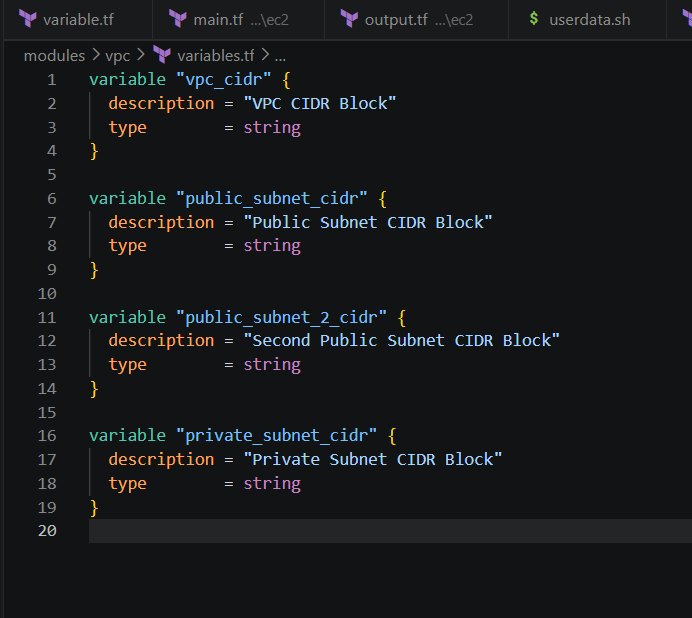 variable.tf main.tf ...\ec2 output.tf ...\ec2 $ userdata.sh
modules > vpc > variables.tf > ...
1 variable "vpc_cidr" {
2   description = "VPC CIDR Block"
3   type        = string
4 }
5
6 variable "public_subnet_cidr" {
7   description = "Public Subnet CIDR Block"
8   type        = string
9 }
10
11 variable "public_subnet_2_cidr" {
12   description = "Second Public Subnet CIDR Block"
13   type        = string
14 }
15
16 variable "private_subnet_cidr" {
17   description = "Private Subnet CIDR Block"
18   type        = string
19 }
20